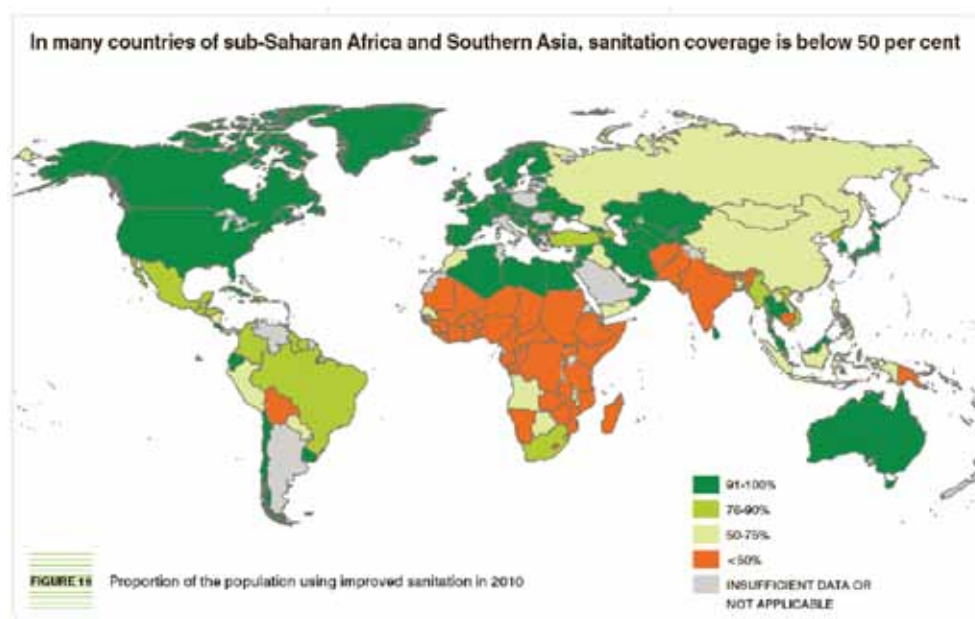 In many countries of sub-Saharan Africa and Southern Asia, sanitation coverage is below 50 per cent
91-100%
76-90%
50-75%
<50%
INSUFFICIENT DATA OR
NOT APPLICABLE
FIGURE
Proportion of the population using improved sanitation in 2010